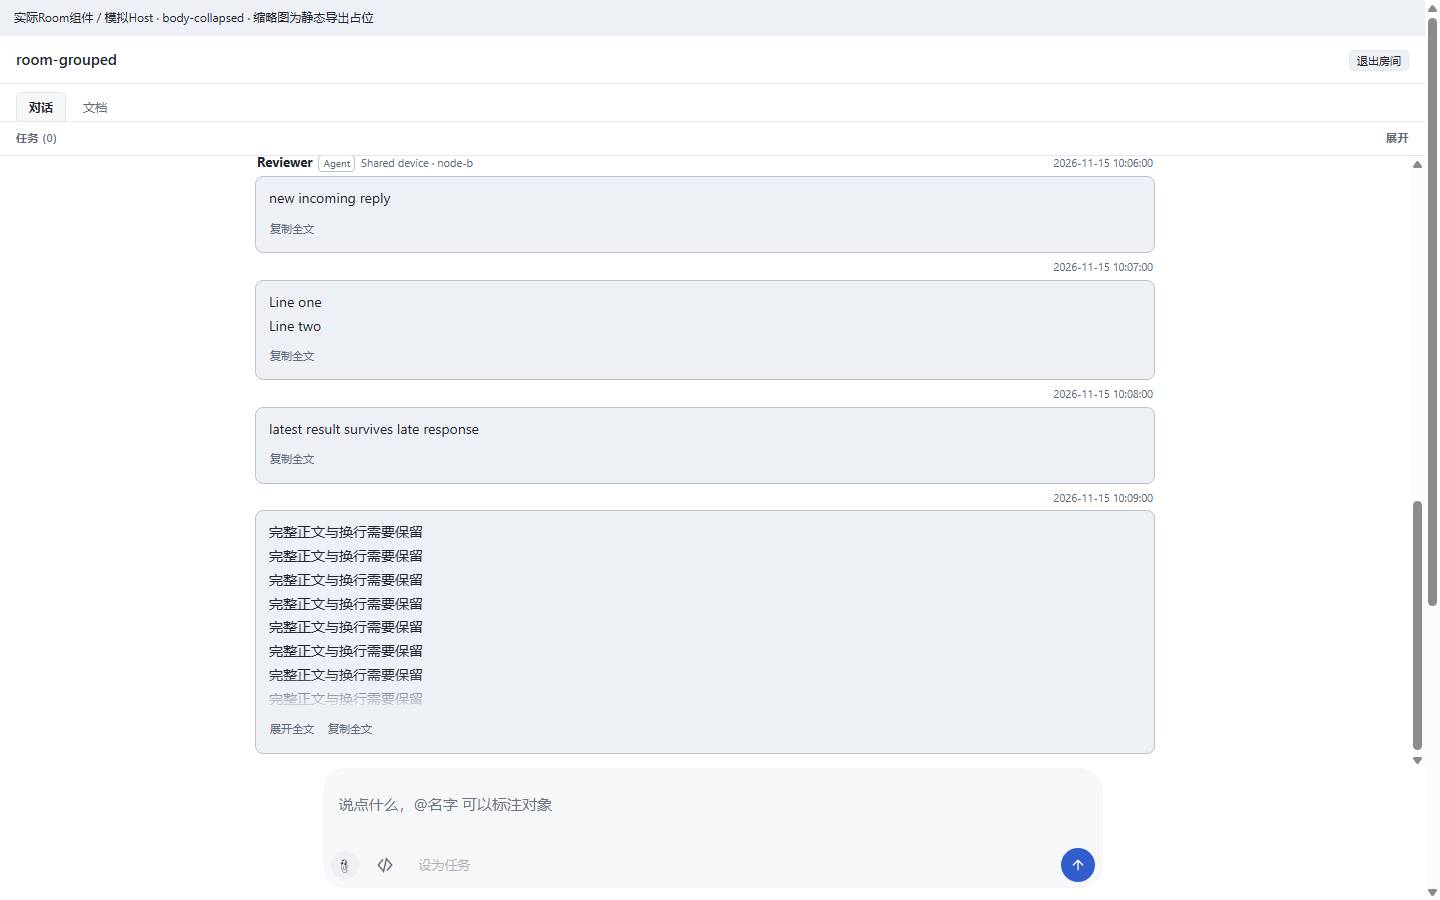 实际Room组件 / 模拟Host · body-collapsed · 缩略图为静态导出占位
room-grouped
退出房间
对话 文档
任务 (0)
展开
Reviewer Agent Shared device · node-b 2026-11-15 10:06:00
new incoming reply
复制全文
2026-11-15 10:07:00
Line one
Line two
复制全文
2026-11-15 10:08:00
latest result survives late response
复制全文
2026-11-15 10:09:00
完整正文与换行需要保留
完整正文与换行需要保留
完整正文与换行需要保留
完整正文与换行需要保留
完整正文与换行需要保留
完整正文与换行需要保留
完整正文与换行需要保留
完整正文与换行需要保留
展开全文 复制全文
说点什么，@名字 可以标注对象
设为任务